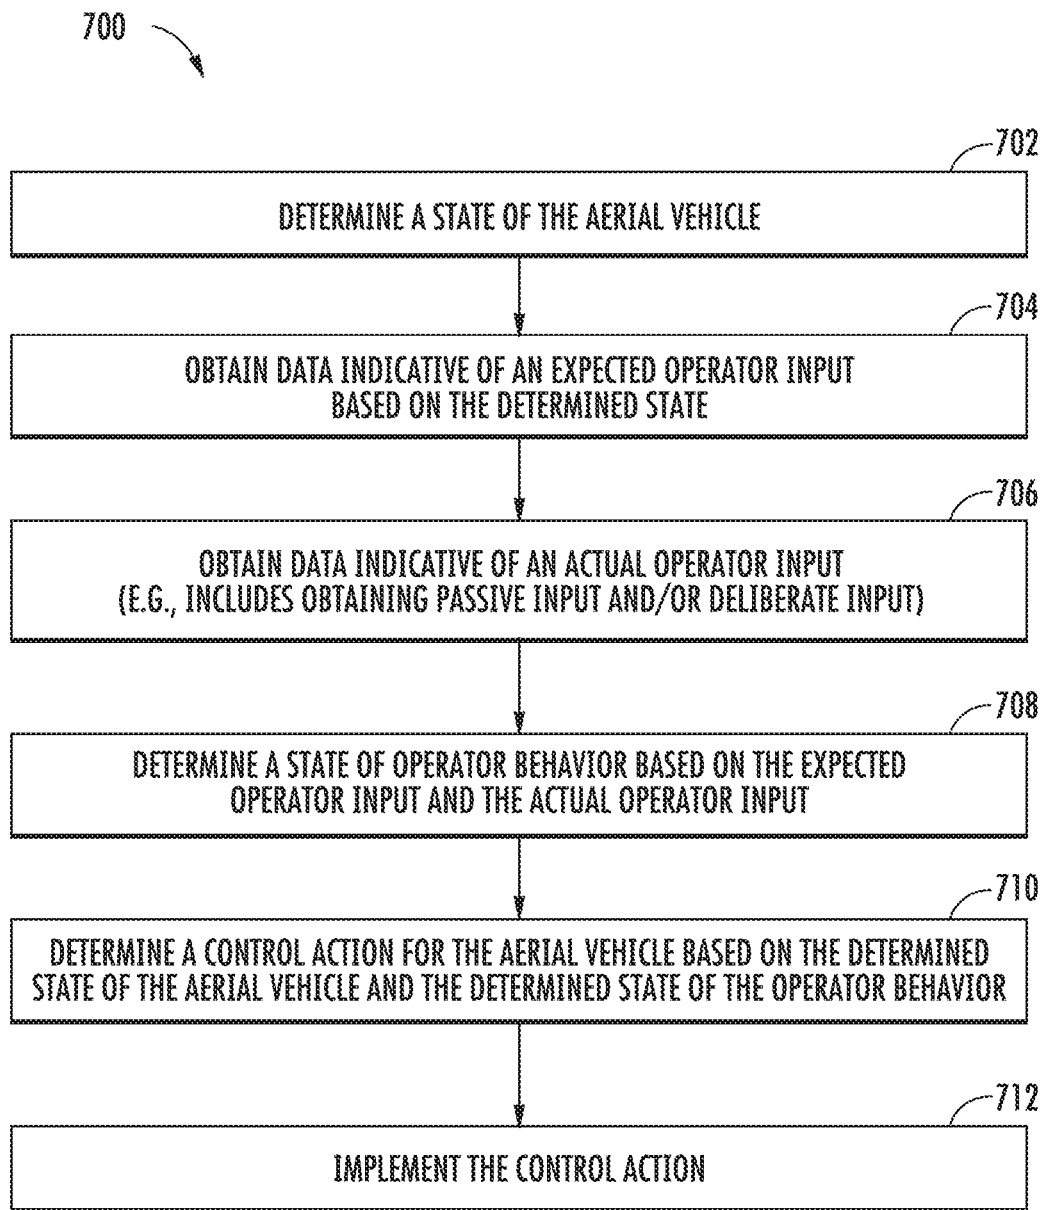 700
702
DETERMINE A STATE OF THE AERIAL VEHICLE
704
OBTAIN DATA INDICATIVE OF AN EXPECTED OPERATOR INPUT
BASED ON THE DETERMINED STATE
706
OBTAIN DATA INDICATIVE OF AN ACTUAL OPERATOR INPUT
(E.G., INCLUDES OBTAINING PASSIVE INPUT AND/OR DELIBERATE INPUT)
708
DETERMINE A STATE OF OPERATOR BEHAVIOR BASED ON THE EXPECTED
OPERATOR INPUT AND THE ACTUAL OPERATOR INPUT
710
DETERMINE A CONTROL ACTION FOR THE AERIAL VEHICLE BASED ON THE DETERMINED
STATE OF THE AERIAL VEHICLE AND THE DETERMINED STATE OF THE OPERATOR BEHAVIOR
712
IMPLEMENT THE CONTROL ACTION